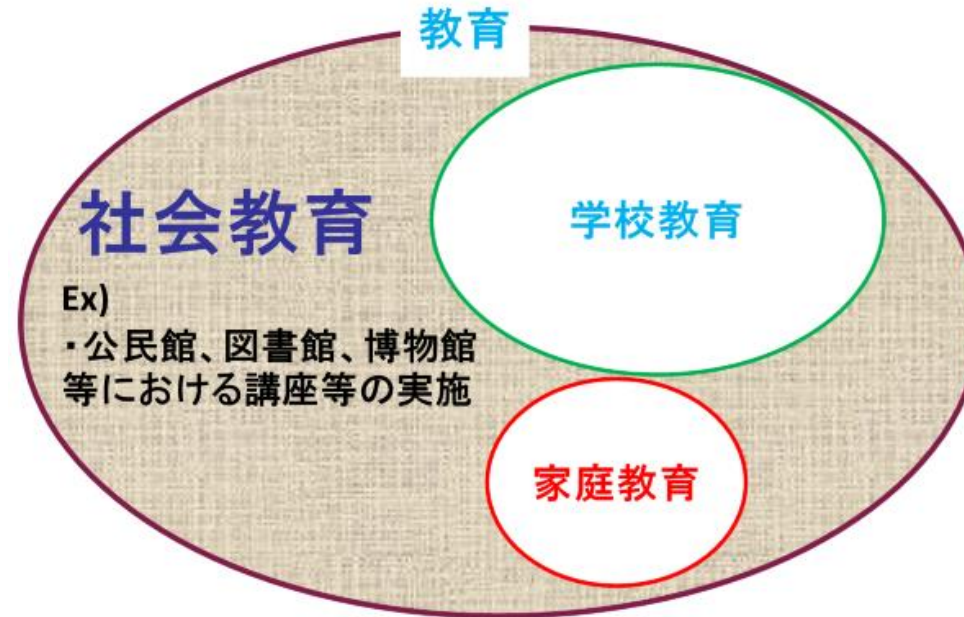 教育
社会教育
学校教育
Ex)
・公民館、図書館、博物館
等における講座等の実施
家庭教育